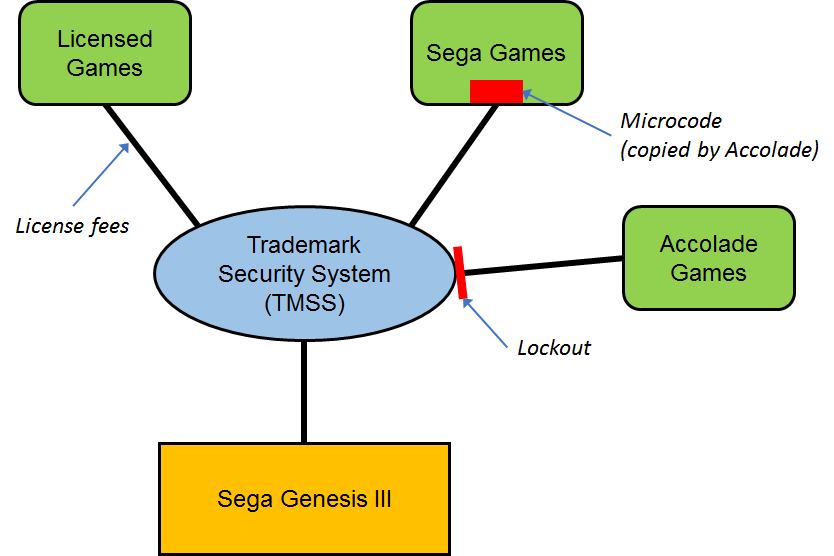 Licensed
Games
Sega Games
Microcode
(copied by Accolade)
License fees
Trademark
Security System
(TMSS)
Accolade
Games
Lockout
Sega Genesis III